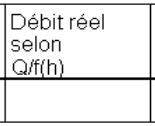 Débit réel
selon
Q/f(h)